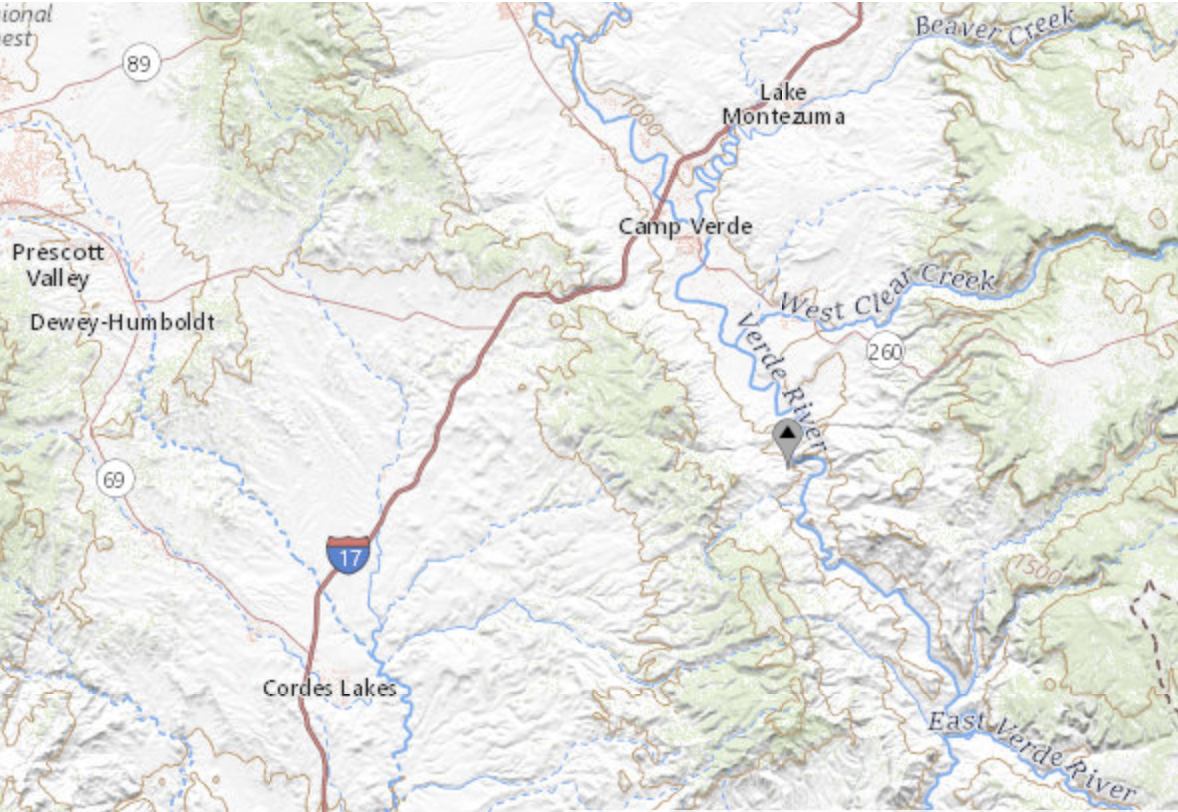 ional
est
89
Beaver Creek
Lake
Montezuma
1000
Camp Verde
Prescott
Valley
West Clear Creek
Dewey-Humboldt
Verde River
260
69
17
1500
Cordes Lakes
East Verde River